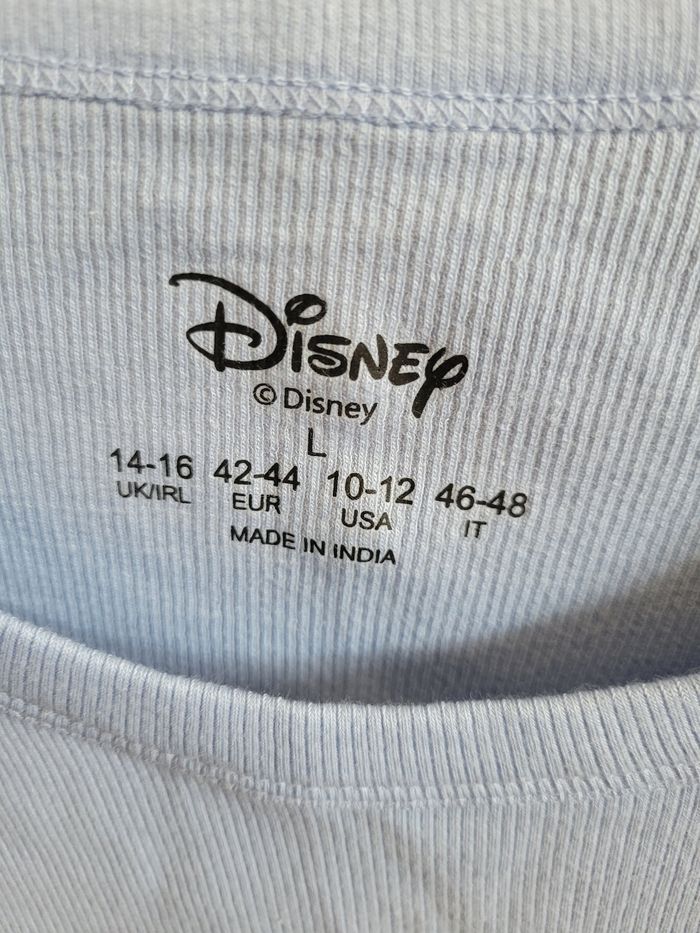 Disney
© Disney
L
14-16 42-44 10-12 46-48
UK/IRL EUR USA IT
MADE IN INDIA